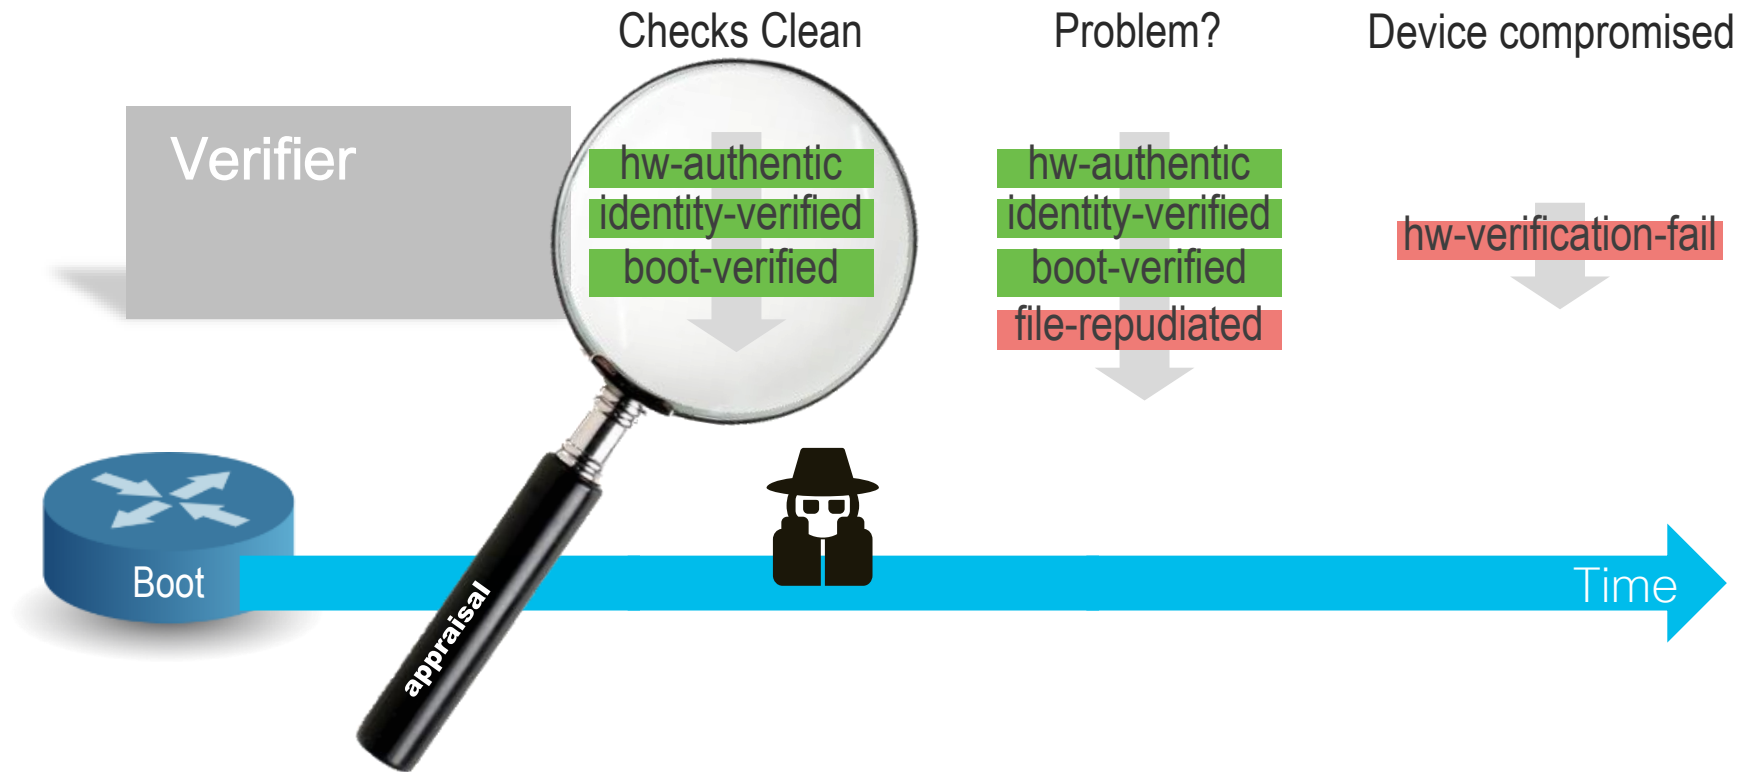 Checks Clean
Problem?
Device compromised
Verifier
hw-authentic
identity-verified
boot-verified
hw-authentic
identity-verified
boot-verified
file-repudiated
hw-verification-fail
Boot
appraisal
Time